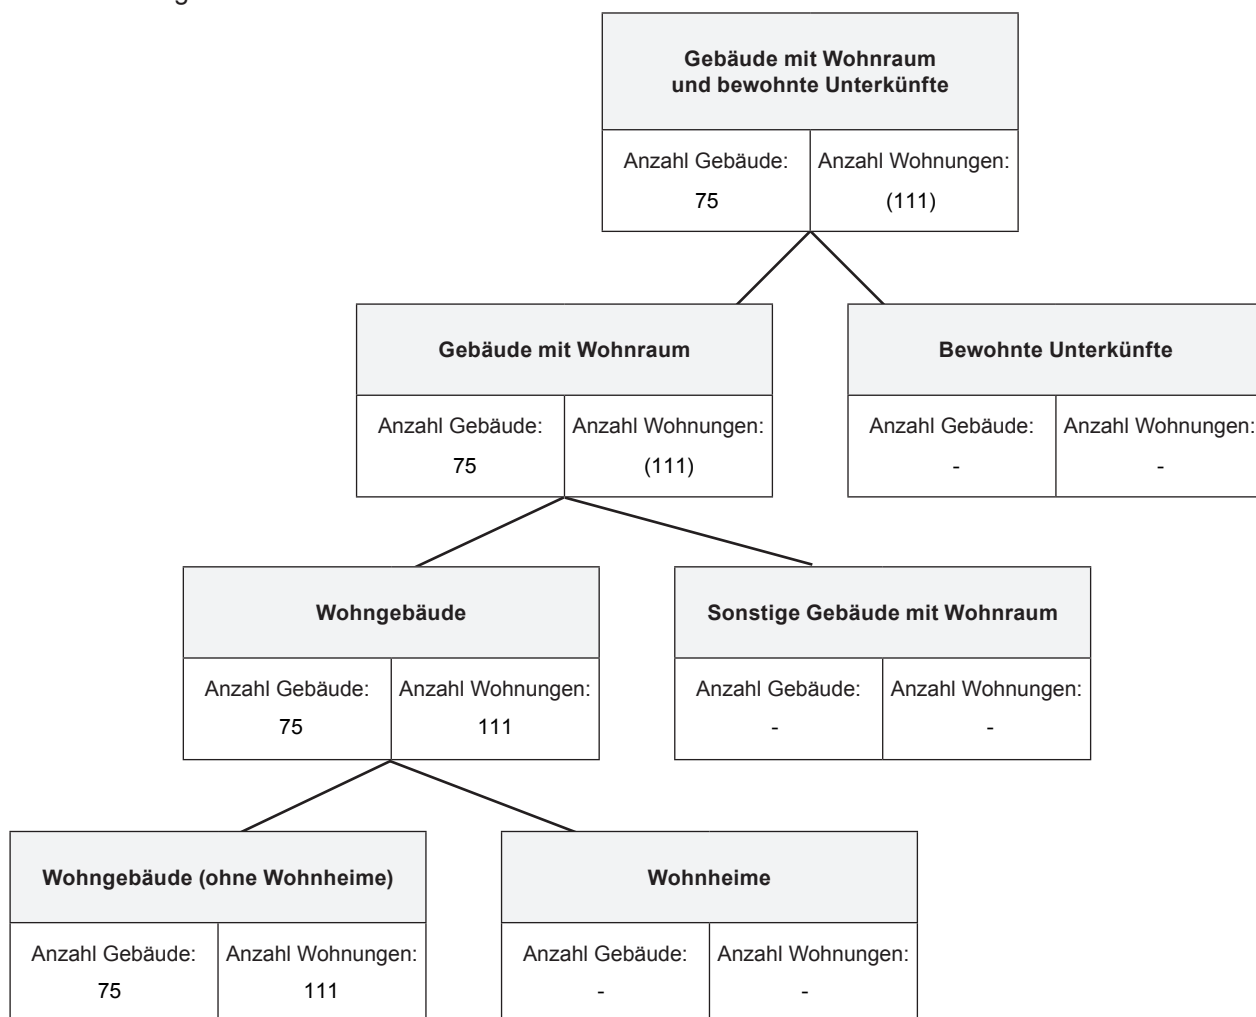 Gebäude mit Wohnraum
und bewohnte Unterkünfte
Anzahl Gebäude: Anzahl Wohnungen:
75 (111)
Gebäude mit Wohnraum
Anzahl Gebäude: Anzahl Wohnungen:
75 (111)
Bewohnte Unterkünfte
Anzahl Gebäude: Anzahl Wohnungen:
- -
Wohngebäude
Anzahl Gebäude: Anzahl Wohnungen:
75 111
Sonstige Gebäude mit Wohnraum
Anzahl Gebäude: Anzahl Wohnungen:
- -
Wohngebäude (ohne Wohnheime)
Anzahl Gebäude: Anzahl Wohnungen:
75 111
Wohnheime
Anzahl Gebäude: Anzahl Wohnungen:
- -